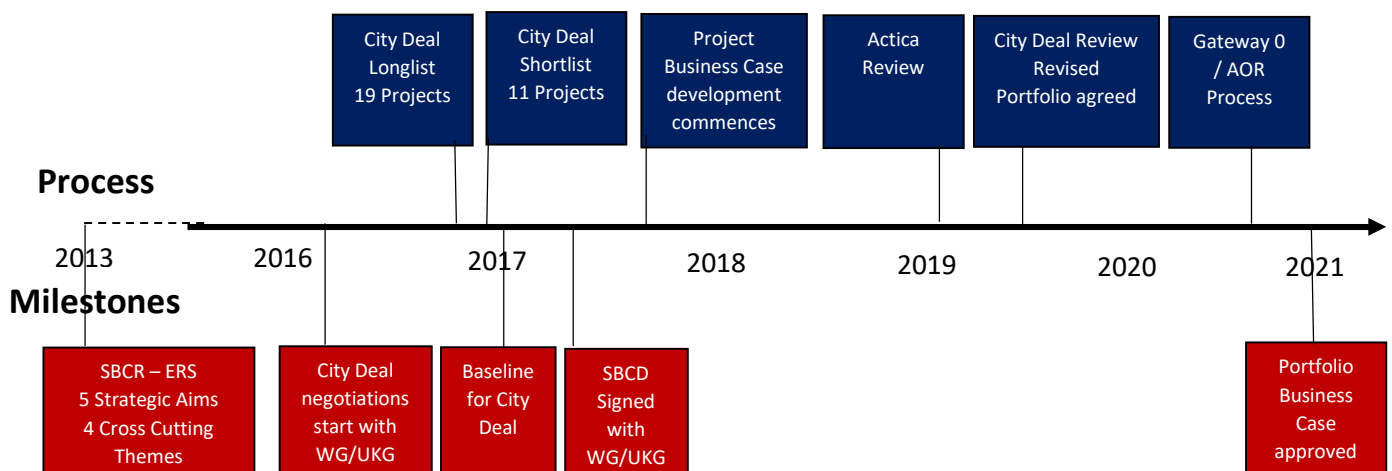 City Deal
Longlist
19 Projects
City Deal
Shortlist
11 Projects
Project
Business Case
development
commences
Actica
Review
City Deal Review
Revised
Portfolio agreed
Gateway 0
/ AOR
Process
Process
2013
2016
2017
2018
2019
2020
2021
Milestones
SBCR – ERS
5 Strategic Aims
4 Cross Cutting
Themes
City Deal
negotiations
start with
WG/UKG
Baseline
for City
Deal
SBCD
Signed
with
WG/UKG
Portfolio
Business
Case
approved